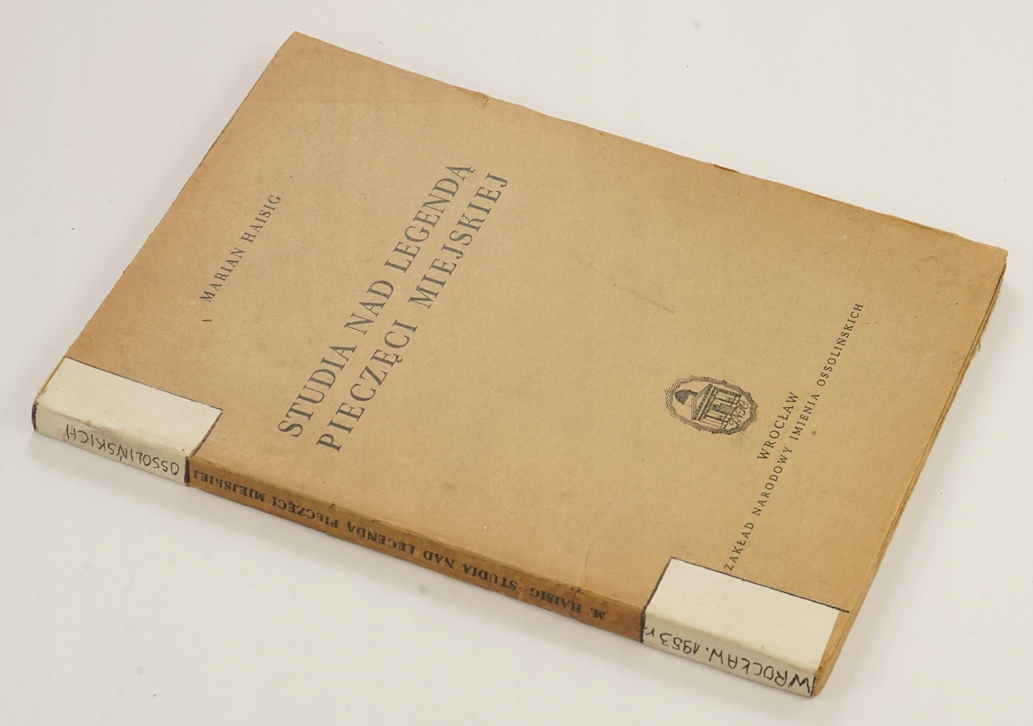 MARIAN HAISIG
STUDIA NAD LEGENDĄ
PIECZĘCI MIEJSKIEJ
WROCŁAW
ZAKŁAD NARODOWY IMIENIA OSSOLIŃSKICH
WROCŁAW. 1953 r.
M. HAISIG STUDIA NAD LEGENDĄ PIECZĘCI MIEJSKIEJ
OSSOLIŃSKICH